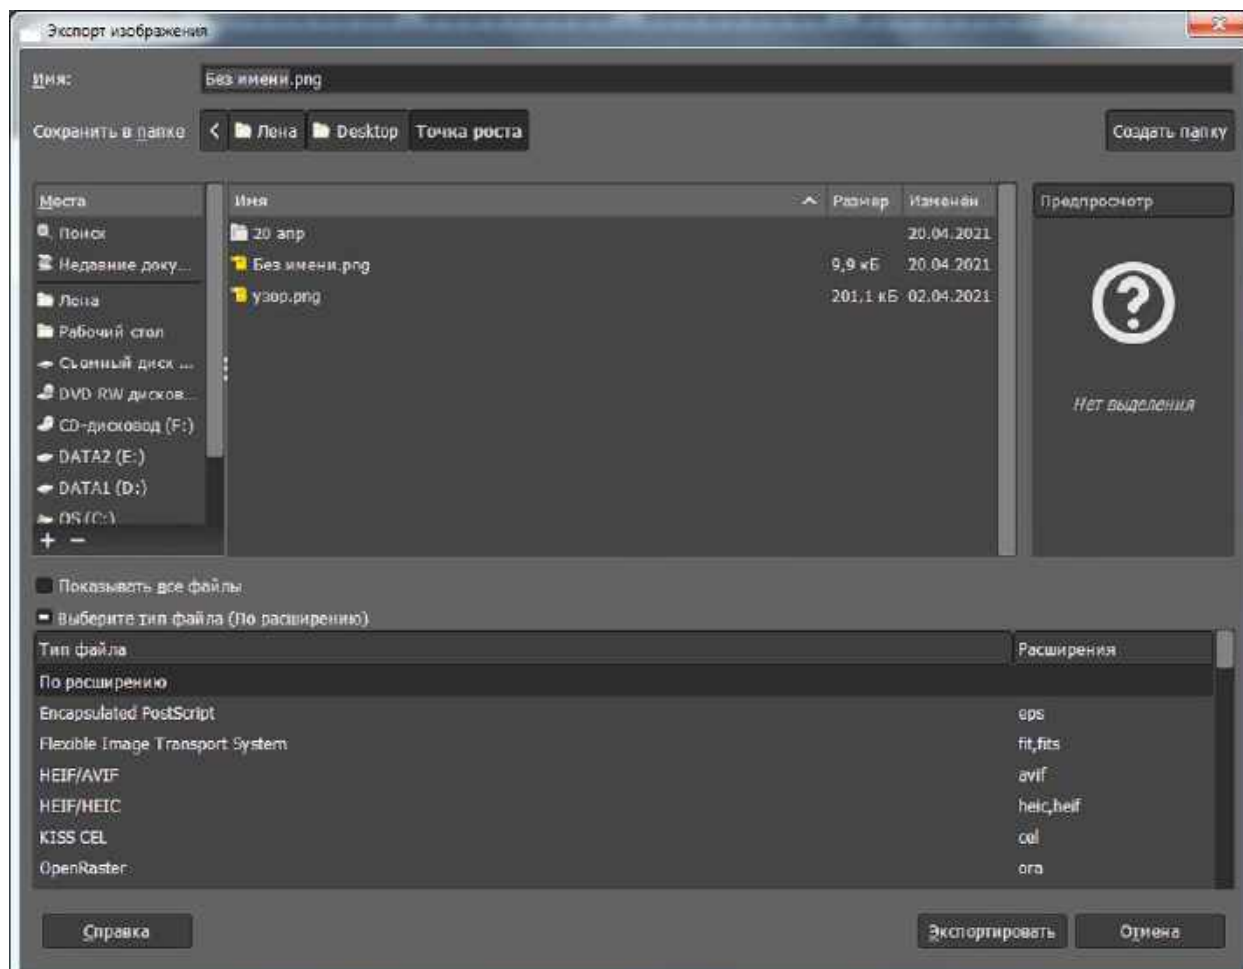 Экспорт изображения
Имя: Без имени.png
Сохранить в папке < Лена Desktop Точка роста Создать папку
Места Имя Размер Изменён Предпросмотр
Поиск 20 апр 20.04.2021
Недавние доку... Без имени.png 9,9 кБ 20.04.2021
Лена узор.png 201,1 кБ 02.04.2021
Рабочий стол
Съомный диск ...
DVD RW дисков...
Нет выделения
CD-дисковод (F:)
DATA2 (E:)
DATA1 (D:)
OS (C:)
+ −
Показывать все файлы
Выберите тип файла (По расширению)
Тип файла Расширения
По расширению
Encapsulated PostScript eps
Flexible Image Transport System fit,fits
HEIF/AVIF avif
HEIF/HEIC heic,heif
KISS CEL cel
OpenRaster ora
Справка Экспортировать Отмена